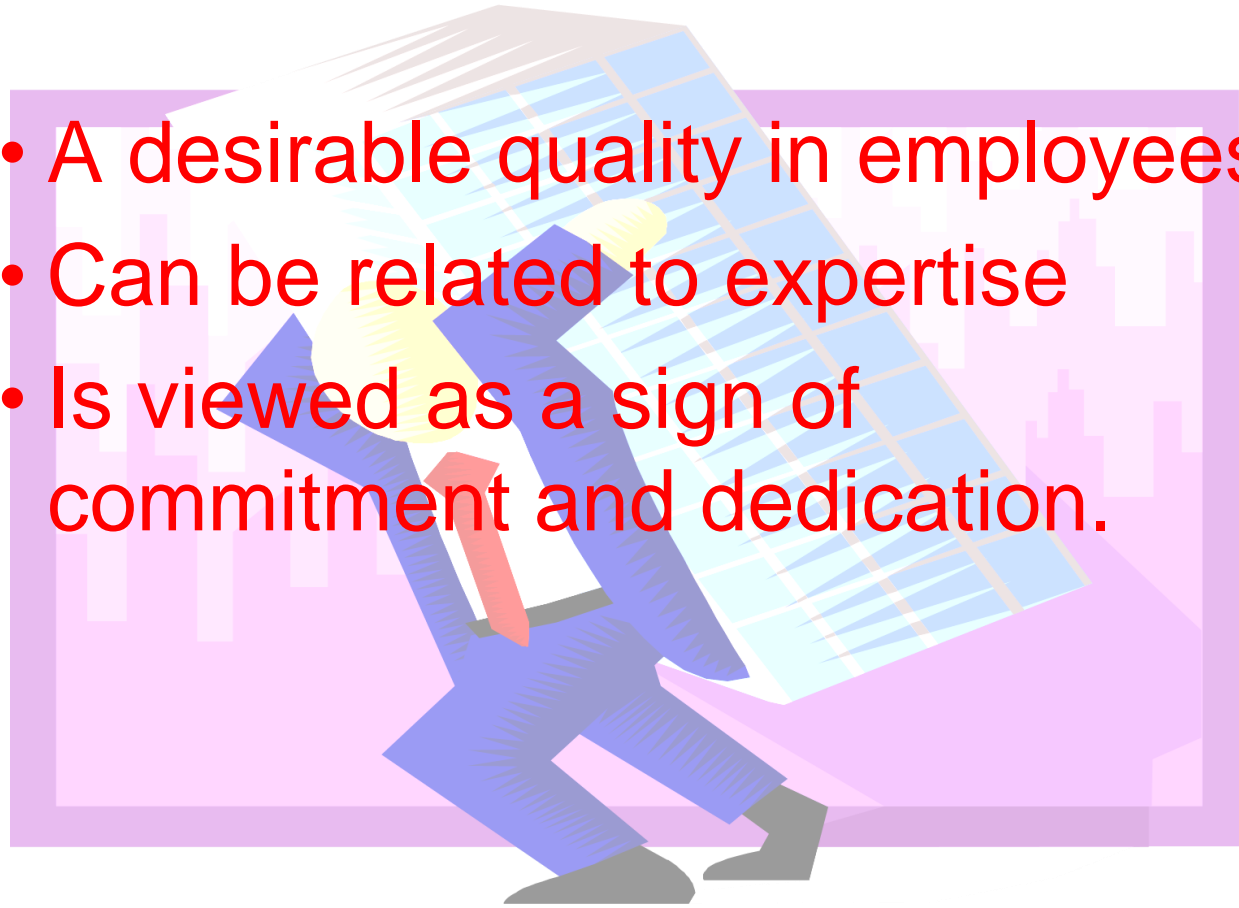 • A desirable quality in employees
• Can be related to expertise
• Is viewed as a sign of
commitment and dedication.